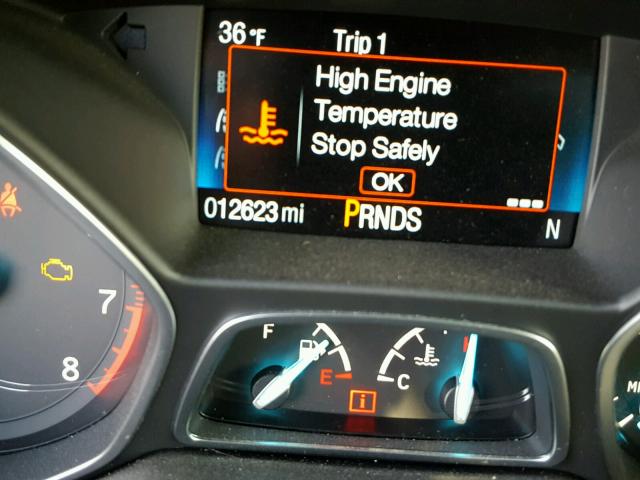 36°F Trip 1
High Engine
Temperature
Stop Safely
OK
012623 mi PRNDS N
7
8
F
E
C
H
i